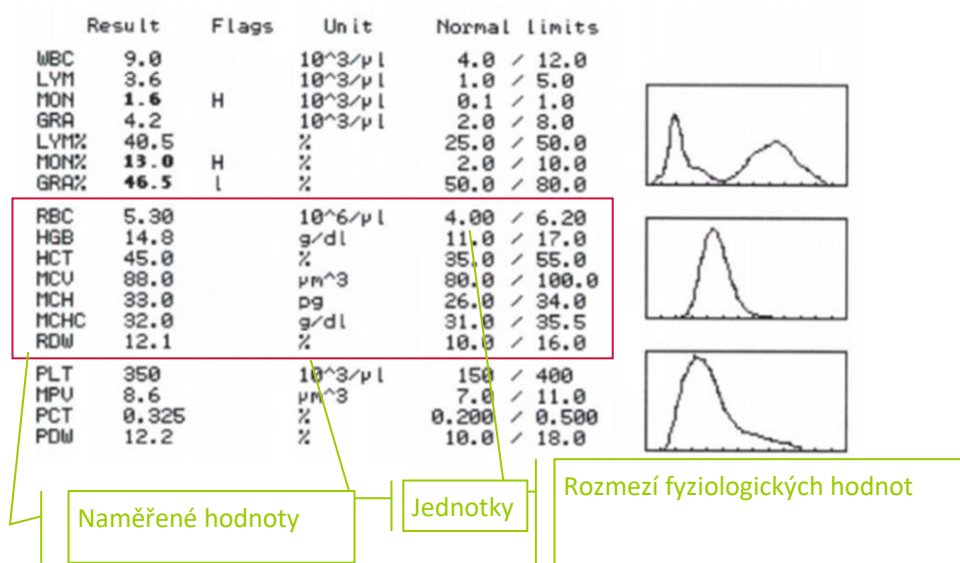 Result Flags Unit Normal limits
WBC 9.0 10^3/µl 4.0 / 12.0
LYM 3.6 10^3/µl 1.0 / 5.0
MON 1.6 H 10^3/µl 0.1 / 1.0
GRA 4.2 10^3/µl 2.0 / 8.0
LYM% 40.5 % 25.0 / 50.0
MON% 13.0 H % 2.0 / 10.0
GRA% 46.5 l % 50.0 / 80.0
RBC 5.30 10^6/µl 4.00 / 6.20
HGB 14.8 g/dl 11.0 / 17.0
HCT 45.0 % 35.0 / 55.0
MCV 88.0 µm^3 80.0 / 100.0
MCH 33.0 pg 26.0 / 34.0
MCHC 32.0 g/dl 31.0 / 35.5
RDW 12.1 % 10.0 / 16.0
PLT 350 10^3/µl 150 / 400
MPV 8.6 µm^3 7.0 / 11.0
PCT 0.325 % 0.200 / 0.500
PDW 12.2 % 10.0 / 18.0
Naměřené hodnoty
Jednotky
Rozmezí fyziologických hodnot